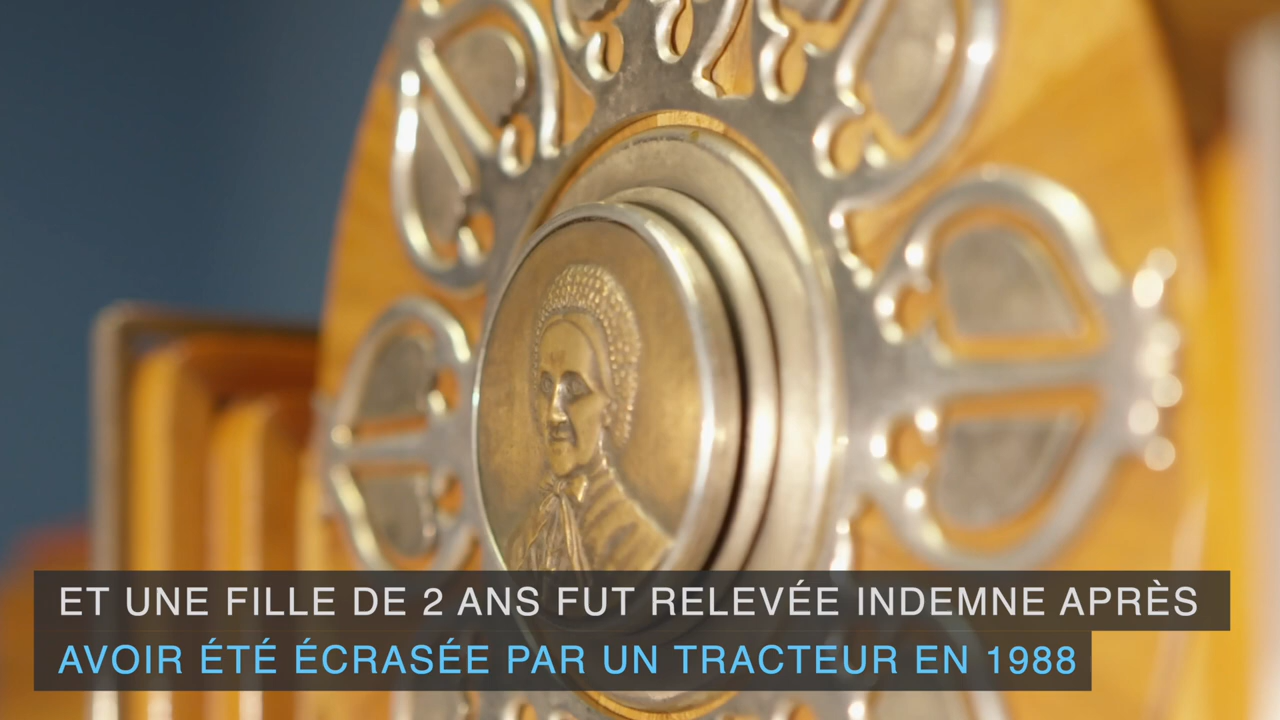 ET UNE FILLE DE 2 ANS FUT RELEVÉE INDEMNE APRÈS
AVOIR ÉTÉ ÉCRASÉE PAR UN TRACTEUR EN 1988